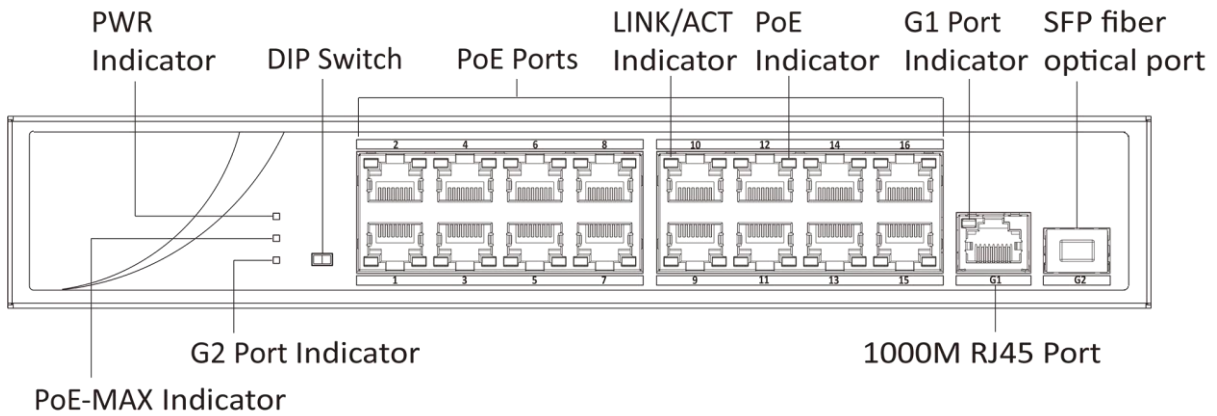 PWR
Indicator
DIP Switch
PoE Ports
LINK/ACT
Indicator
PoE
Indicator
G1 Port
Indicator
SFP fiber
optical port
2 4 6 8 10 12 14 16
1 3 5 7 9 11 13 15 G1 G2
G2 Port Indicator
1000M RJ45 Port
PoE-MAX Indicator